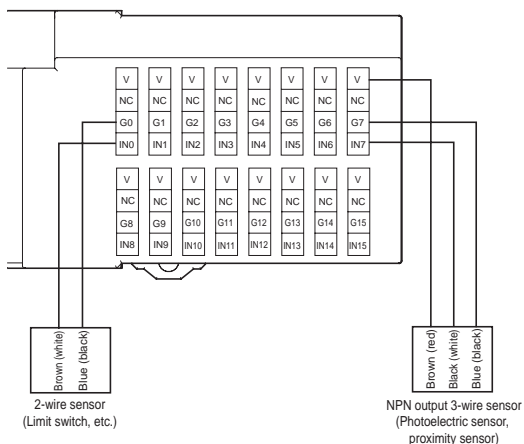 V V V V V V V V
NC NC NC NC NC NC NC NC
G0 G1 G2 G3 G4 G5 G6 G7
IN0 IN1 IN2 IN3 IN4 IN5 IN6 IN7
V V V V V V V V
NC NC NC NC NC NC NC NC
G8 G9 G10 G11 G12 G13 G14 G15
IN8 IN9 IN10 IN11 IN12 IN13 IN14 IN15
Brown (white)
Blue (black)
2-wire sensor
(Limit switch, etc.)
Brown (red)
Black (white)
Blue (black)
NPN output 3-wire sensor
(Photoelectric sensor,
proximity sensor)